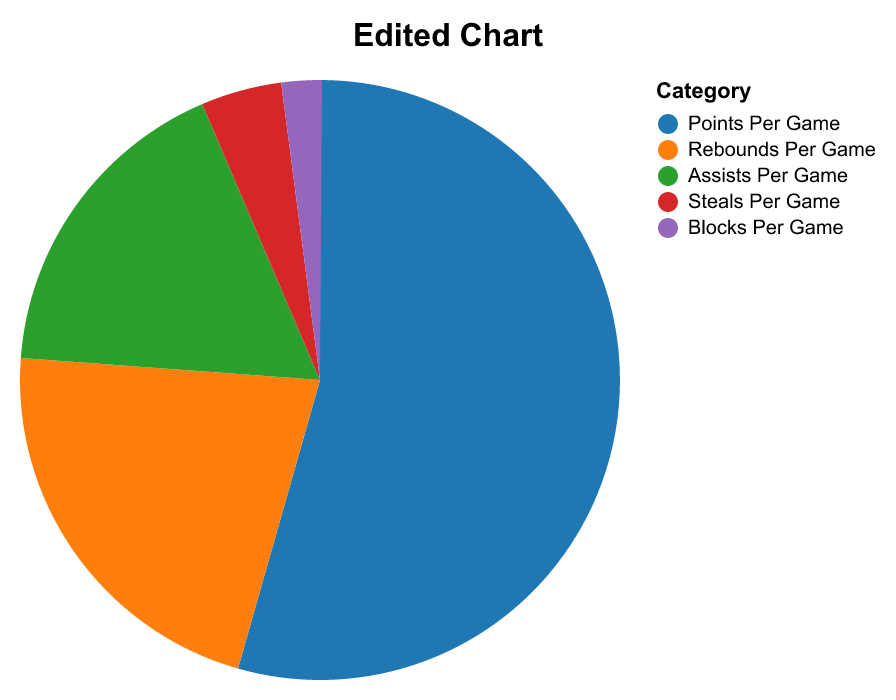 Edited Chart
Category
Points Per Game
Rebounds Per Game
Assists Per Game
Steals Per Game
Blocks Per Game